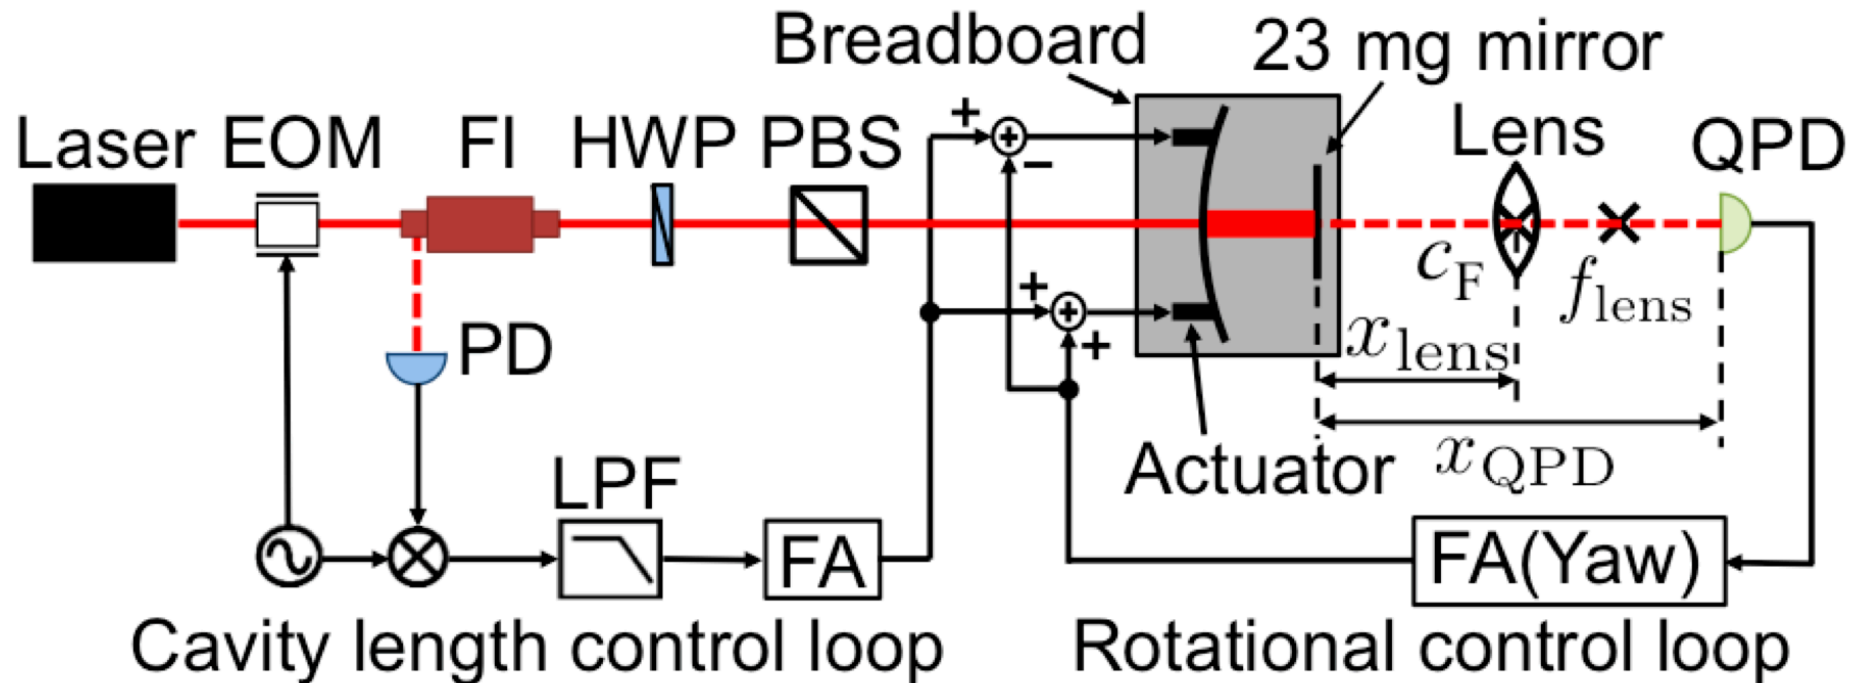 Breadboard
23 mg mirror
Laser EOM FI HWP PBS
Lens
QPD
+
+
−
+
+
+
+
PD
c_F
f_lens
x_lens
x_QPD
Actuator
LPF
FA
FA(Yaw)
Cavity length control loop
Rotational control loop